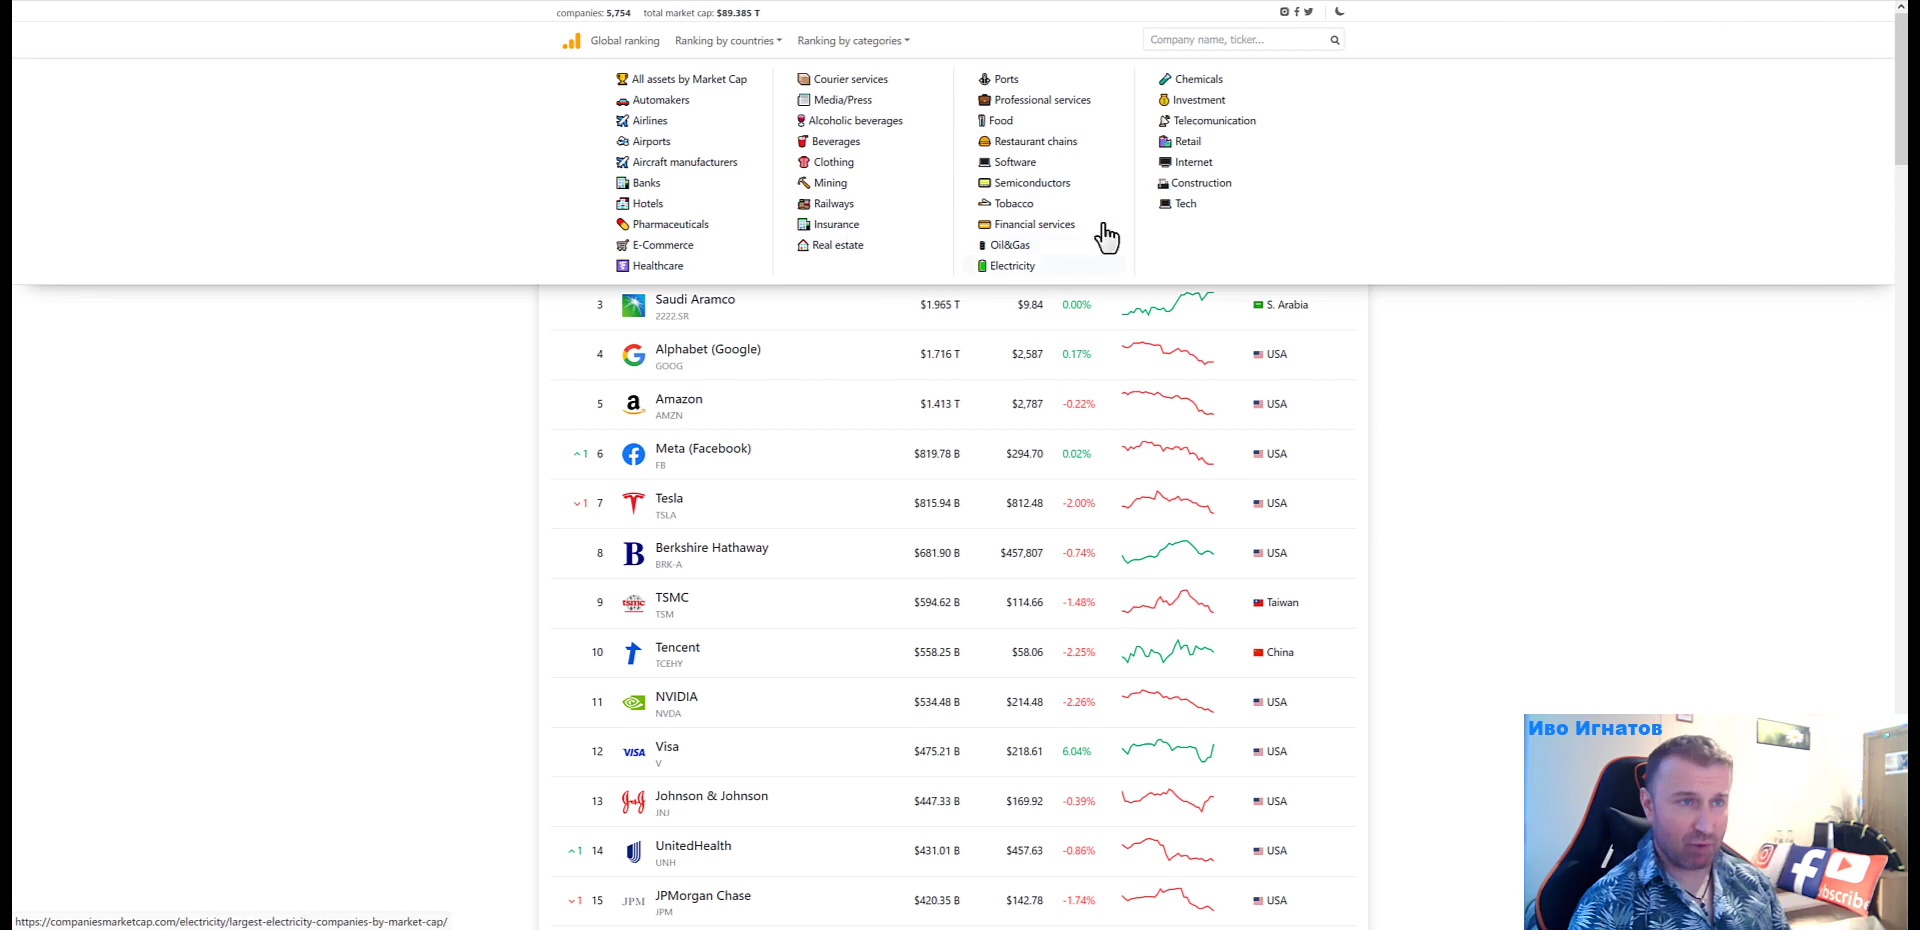 companies: 5,754 total market cap: $89.385 T
Global ranking Ranking by countries Ranking by categories Company name, ticker...
All assets by Market Cap
Automakers
Airlines
Airports
Aircraft manufacturers
Banks
Hotels
Pharmaceuticals
E-Commerce
Healthcare
Courier services
Media/Press
Alcoholic beverages
Beverages
Clothing
Mining
Railways
Insurance
Real estate
Ports
Professional services
Food
Restaurant chains
Software
Semiconductors
Tobacco
Financial services
Oil&Gas
Electricity
Chemicals
Investment
Telecomunication
Retail
Internet
Construction
Tech
3 Saudi Aramco $1.965 T $9.84 0.00% S. Arabia
2222.SR
4 Alphabet (Google) $1.716 T $2,587 0.17% USA
GOOG
5 Amazon $1.413 T $2,787 -0.22% USA
AMZN
1 6 Meta (Facebook) $819.78 B $294.70 0.02% USA
FB
1 7 Tesla $815.94 B $812.48 -2.00% USA
TSLA
8 Berkshire Hathaway $681.90 B $457,807 -0.74% USA
BRK-A
9 tsmc TSMC $594.62 B $114.66 -1.48% Taiwan
TSM
10 Tencent $558.25 B $58.06 -2.25% China
TCEHY
11 NVIDIA $534.48 B $214.48 -2.26% USA
NVDA
12 VISA Visa $475.21 B $218.61 6.04% USA
V
13 Johnson & Johnson $447.33 B $169.92 -0.39% USA
JNJ
1 14 UnitedHealth $431.01 B $457.63 -0.86% USA
UNH
1 15 JPM JPMorgan Chase $420.35 B $142.78 -1.74% USA
JPM
https://companiesmarketcap.com/electricity/largest-electricity-companies-by-market-cap/
Иво Игнатов